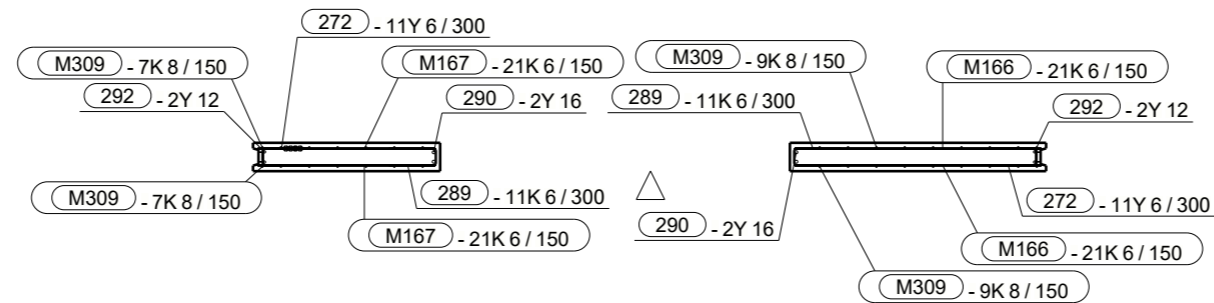 272 - 11Y 6 / 300
M309 - 7K 8 / 150
M167 - 21K 6 / 150
292 - 2Y 12
290 - 2Y 16
M309 - 7K 8 / 150
289 - 11K 6 / 300
M167 - 21K 6 / 150
M309 - 9K 8 / 150
M166 - 21K 6 / 150
289 - 11K 6 / 300
292 - 2Y 12
290 - 2Y 16
272 - 11Y 6 / 300
M166 - 21K 6 / 150
M309 - 9K 8 / 150